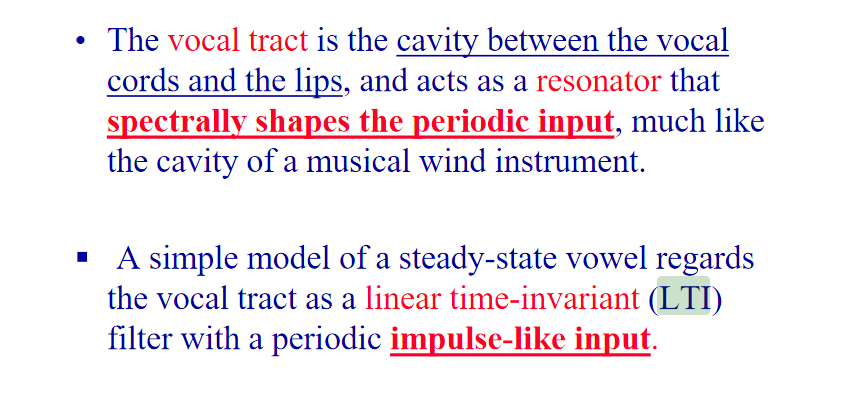 • The vocal tract is the cavity between the vocal
cords and the lips, and acts as a resonator that
spectrally shapes the periodic input, much like
the cavity of a musical wind instrument.
▪ A simple model of a steady-state vowel regards
the vocal tract as a linear time-invariant (LTI)
filter with a periodic impulse-like input.